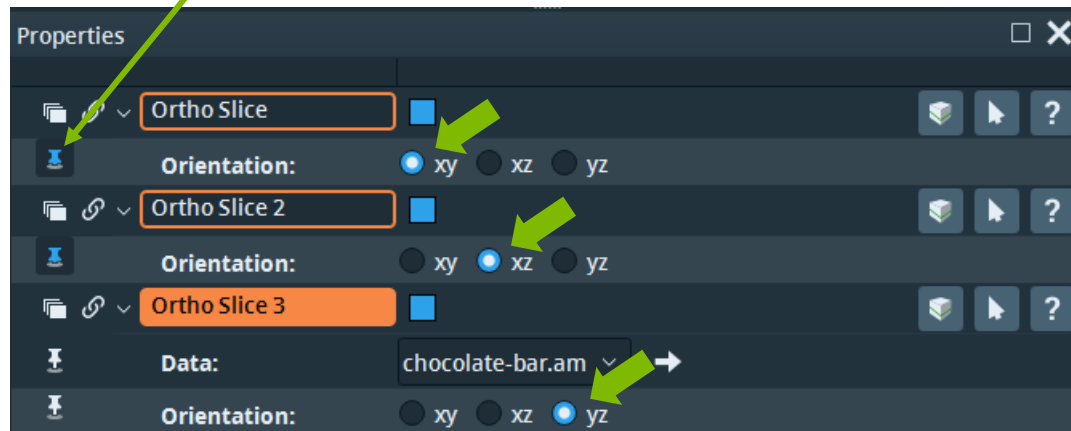 Properties
Ortho Slice ?
Orientation: xy xz yz
Ortho Slice 2 ?
Orientation: xy xz yz
Ortho Slice 3 ?
Data: chocolate-bar.am
Orientation: xy xz yz